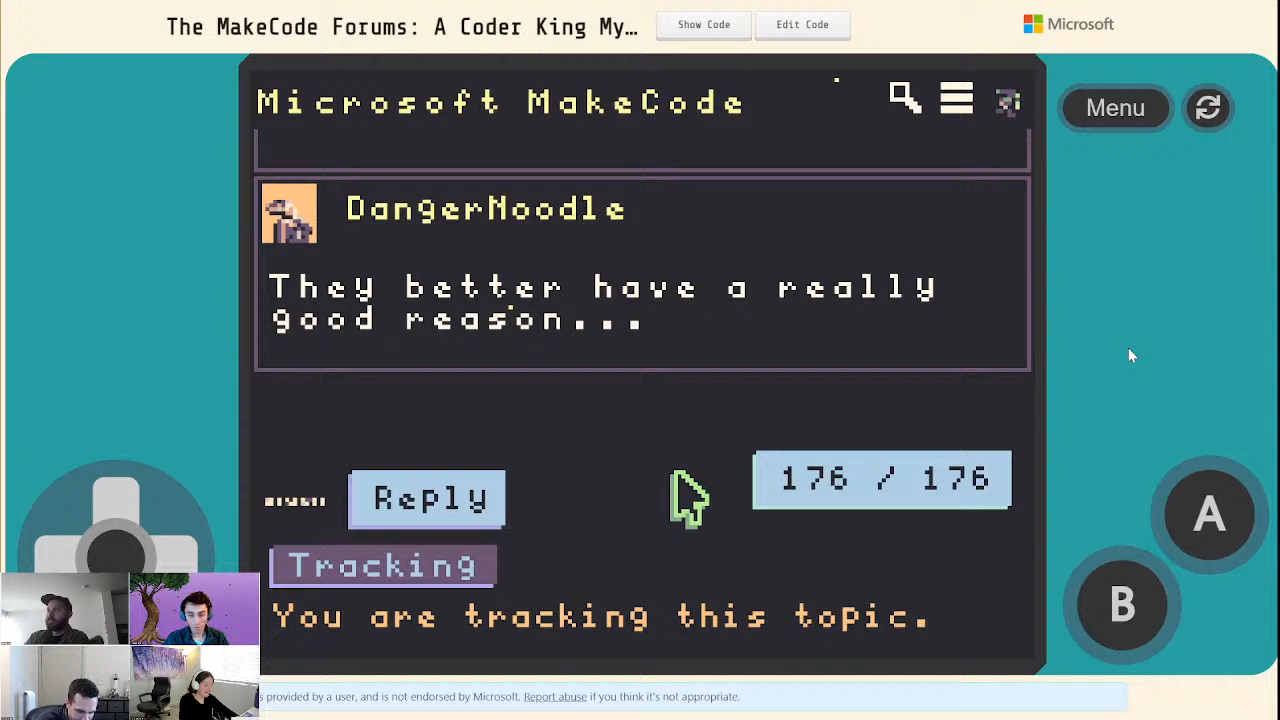 The MakeCode Forums: A Coder King My...
Show Code
Edit Code
Microsoft
Microsoft MakeCode
Menu
DangerNoodle
They better have a really
good reason...
176 / 176
Reply
A
Tracking
B
You are tracking this topic.
provided by a user, and is not endorsed by Microsoft. Report abuse if you think it's not appropriate.